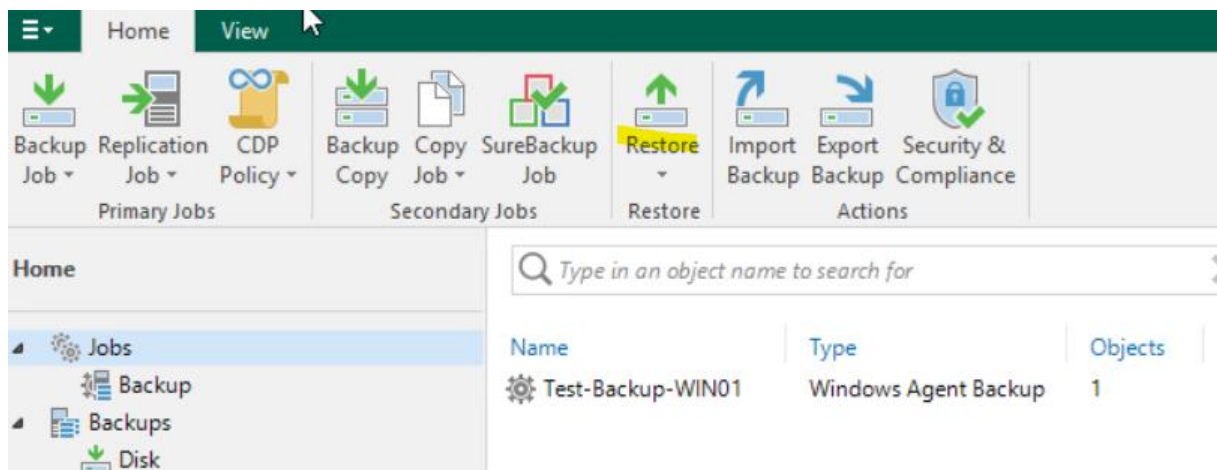 Home View
Backup Job
Replication Job
CDP Policy
Backup Copy
Copy Job
SureBackup Job
Restore
Import Backup
Export Backup
Security & Compliance
Primary Jobs
Secondary Jobs
Restore
Actions
Home
Type in an object name to search for
Jobs
Backup
Backups
Disk
Name Type Objects
Test-Backup-WIN01 Windows Agent Backup 1